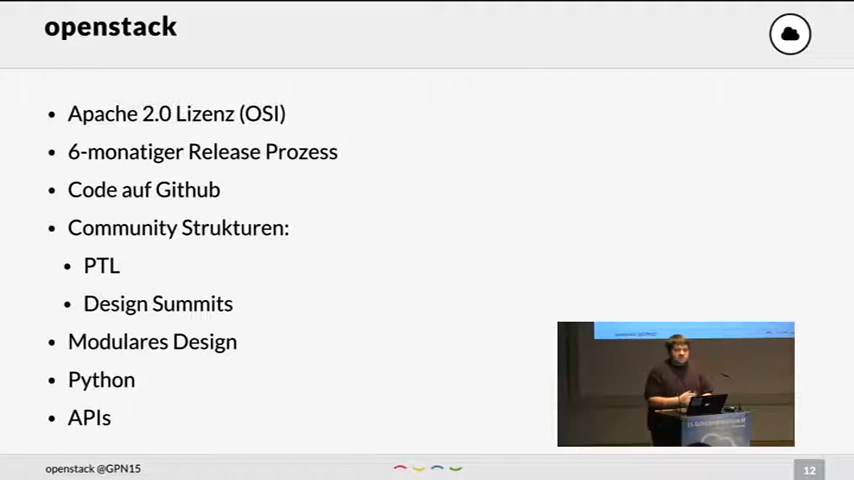 openstack
Apache 2.0 Lizenz (OSI)
6-monatiger Release Prozess
Code auf Github
Community Strukturen:
PTL
Design Summits
Modulares Design
Python
APIs
openstack @GPN15
12